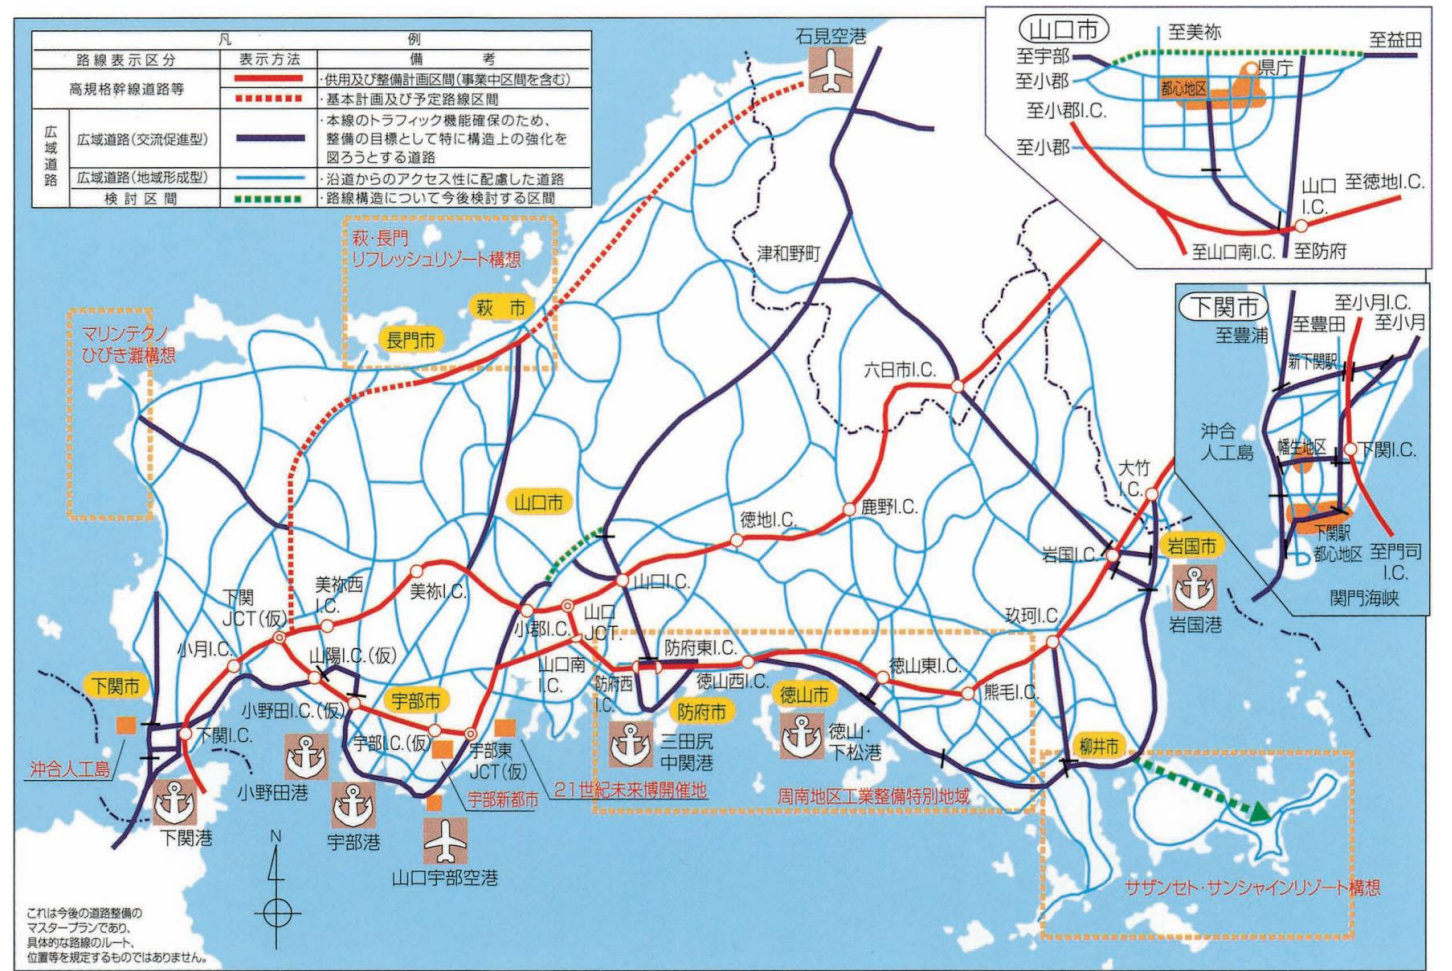 凡　例
路線表示区分
表示方法
備　考
高規格幹線道路等
・供用及び整備計画区間(事業中区間を含む)
・基本計画及び予定路線区間
広域道路
広域道路(交流促進型)
・本線のトラフィック機能確保のため、
整備の目標として特に構造上の強化を
図ろうとする道路
広域道路(地域形成型)
・沿道からのアクセス性に配慮した道路
検討区間
・路線構造について今後検討する区間
石見空港
山口市
至美祢
至宇部
至益田
至小郡
県庁
都心地区
至小郡I.C.
至小郡
山口
I.C.
至徳地I.C.
至山口南I.C.
至防府
下関市
至小月I.C.
至豊田
至小月
至豊浦
新下関駅
沖合
人工島
幡生地区
下関I.C.
下関駅
都心地区
至門司
I.C.
関門海峡
萩・長門
リフレッシュリゾート構想
津和野町
萩市
長門市
マリンテクノ
ひびき灘構想
六日市I.C.
大竹
I.C.
山口市
徳地I.C.
鹿野I.C.
岩国I.C.
岩国市
岩国港
美祢西
I.C.
美祢I.C.
山口I.C.
下関
JCT(仮)
小郡I.C.
山口
JCT.
玖珂I.C.
小月I.C.
山陽I.C.(仮)
山口南
I.C.
防府東I.C.
防府西
I.C.
徳山西I.C.
徳山東I.C.
熊毛I.C.
下関市
宇部市
小野田I.C.(仮)
防府市
徳山市
下関I.C.
宇部I.C.(仮)
宇部東
JCT(仮)
三田尻
中関港
徳山・
下松港
柳井市
沖合人工島
小野田港
宇部新都市
21世紀未来博開催地
周南地区工業整備特別地域
下関港
宇部港
山口宇部空港
サザンセト・サンシャインリゾート構想
N
これは今後の道路整備の
マスタープランであり、
具体的な路線のルート、
位置等を規定するものではありません。